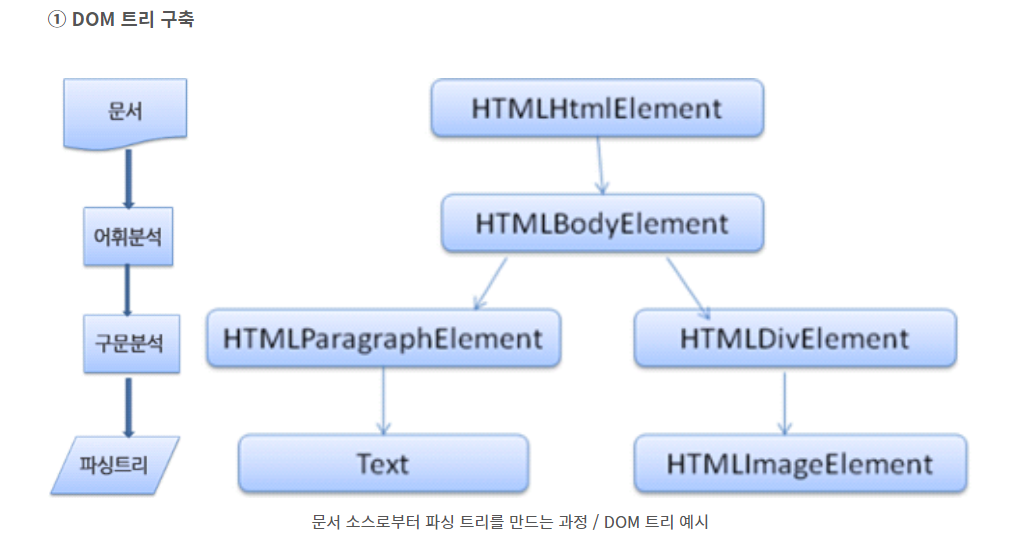 ① DOM 트리 구축
문서
어휘분석
구문분석
파싱트리
HTMLHtmlElement
HTMLBodyElement
HTMLParagraphElement
HTMLDivElement
Text
HTMLImageElement
문서 소스로부터 파싱 트리를 만드는 과정 / DOM 트리 예시